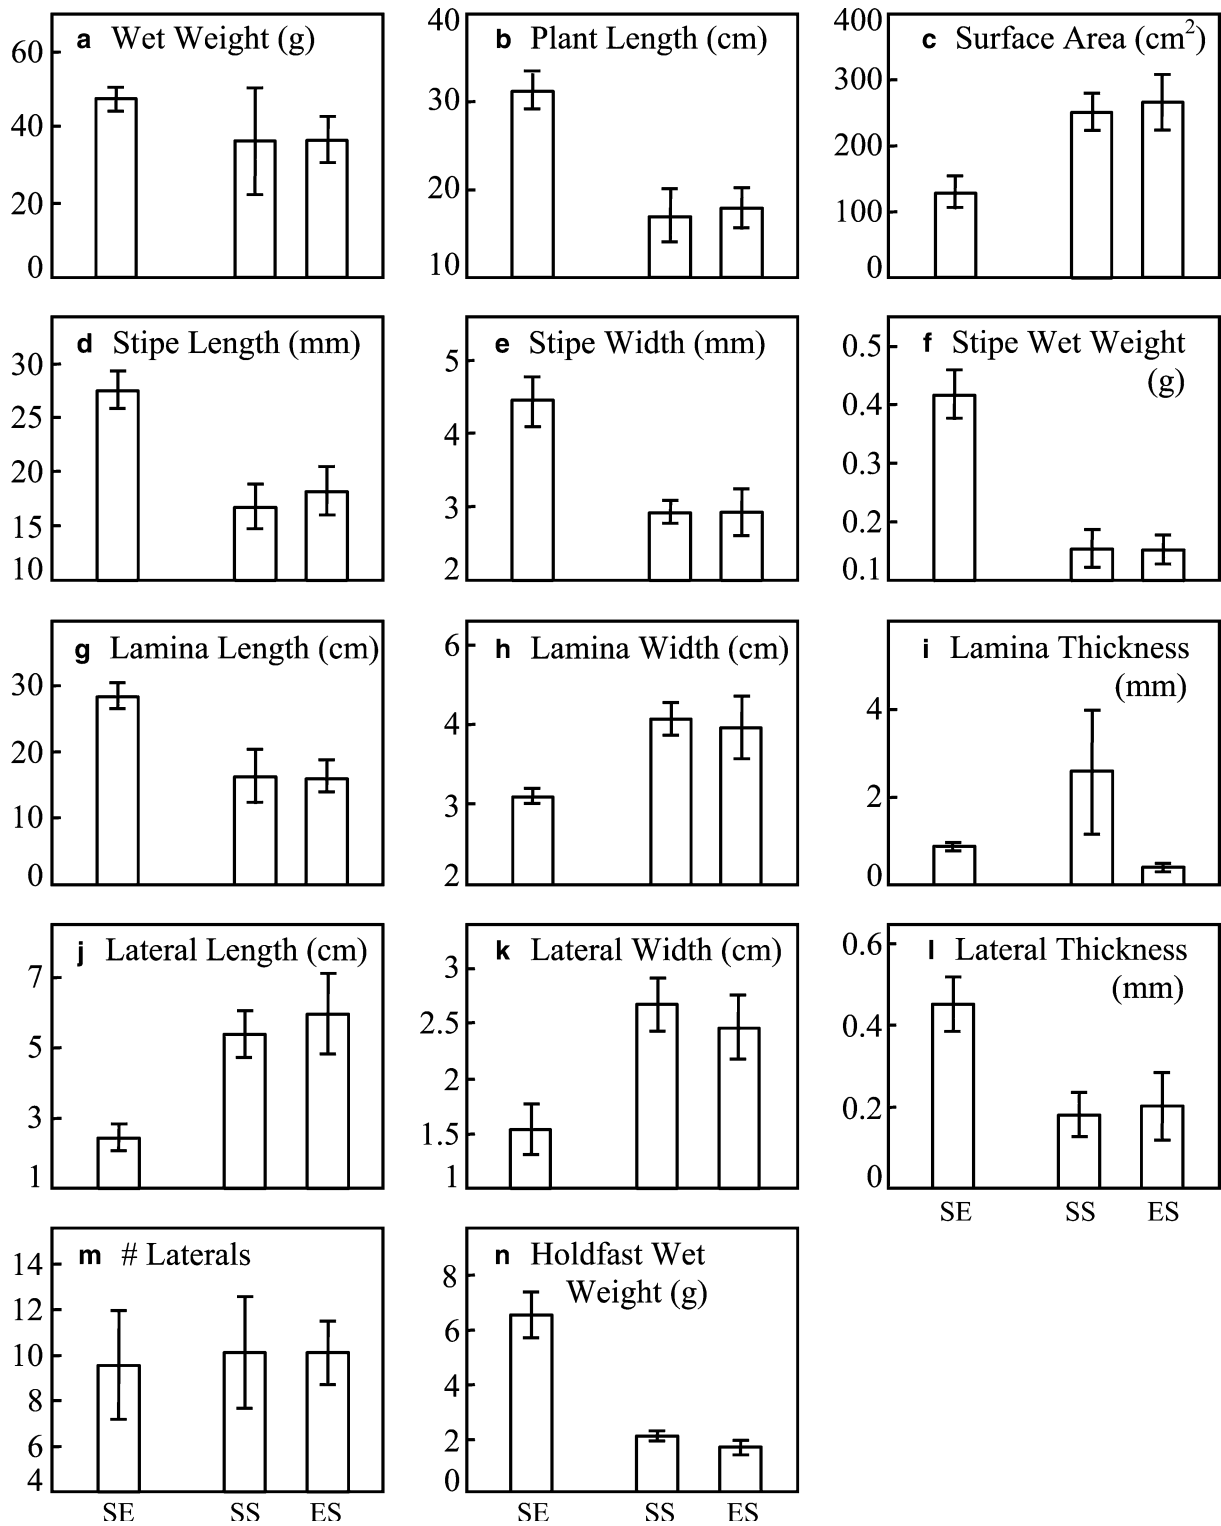 a Wet Weight (g)
60
40
20
0
b Plant Length (cm)
40
30
20
10
c Surface Area (cm²)
400
300
200
100
0
d Stipe Length (mm)
30
25
20
15
10
e Stipe Width (mm)
5
4
3
2
f Stipe Wet Weight
(g)
0.5
0.4
0.3
0.2
0.1
g Lamina Length (cm)
30
20
10
0
h Lamina Width (cm)
6
4
3
2
i Lamina Thickness
(mm)
4
2
0
j Lateral Length (cm)
7
5
3
1
k Lateral Width (cm)
3
2.5
2
1.5
1
l Lateral Thickness
(mm)
0.6
0.4
0.2
0
SE SS ES
m # Laterals
14
12
10
8
6
4
SE SS ES
n Holdfast Wet
Weight (g)
8
6
4
2
0
SE SS ES